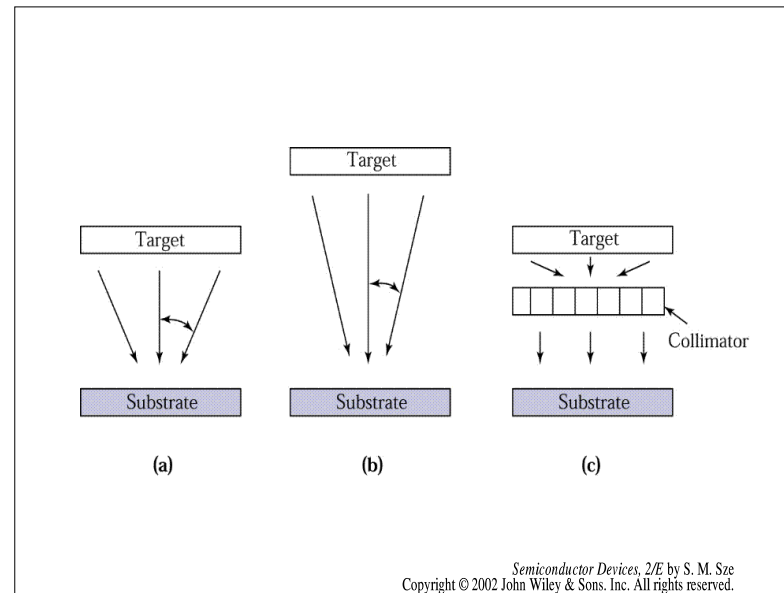 Target
Target
Target
Collimator
Substrate
Substrate
Substrate
(a)
(b)
(c)
Semiconductor Devices, 2/E by S. M. Sze
Copyright © 2002 John Wiley & Sons. Inc. All rights reserved.